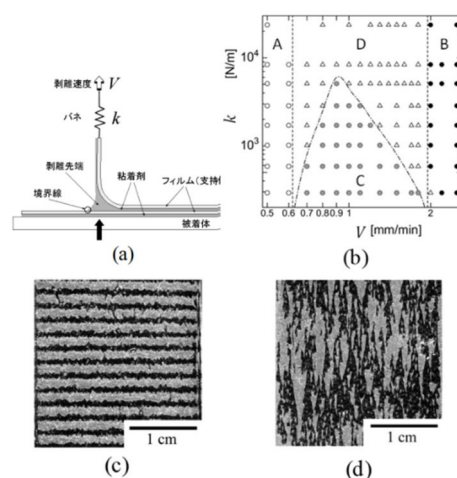 剥離速度 V
バネ k
剥離先端
粘着剤
フィルム(支持体
境界線
被着体
(a)
A D B
[N/m]
10^4
k
10^3
C
0.5 0.6 0.7 0.8 0.9 1 2
V [mm/min]
(b)
1 cm
(c)
1 cm
(d)